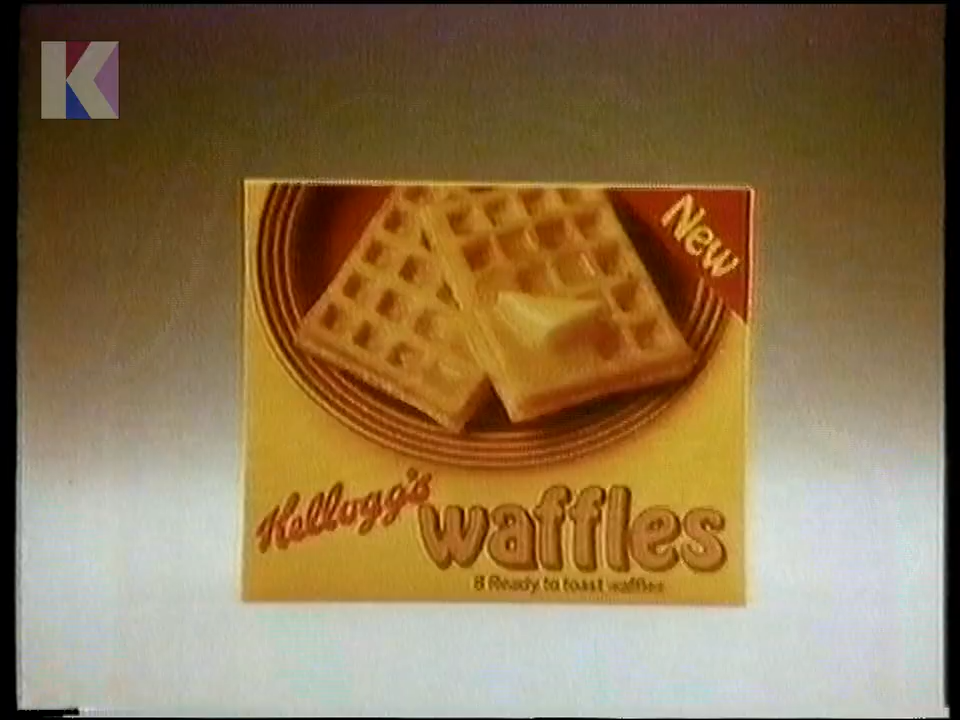 K
New
Kellogg's
waffles
8 Ready to toast waffles